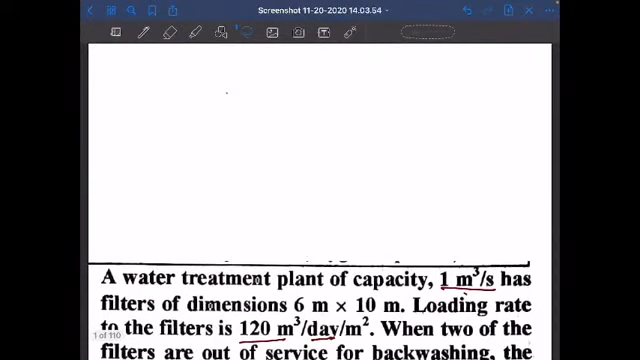 Screenshot 11-20-2020 14.03.54
A water treatment plant of capacity, 1 m³/s has
filters of dimensions 6 m × 10 m. Loading rate
to the filters is 120 m³/day/m². When two of the
1 of 110
filters are out of service for backwashing, the